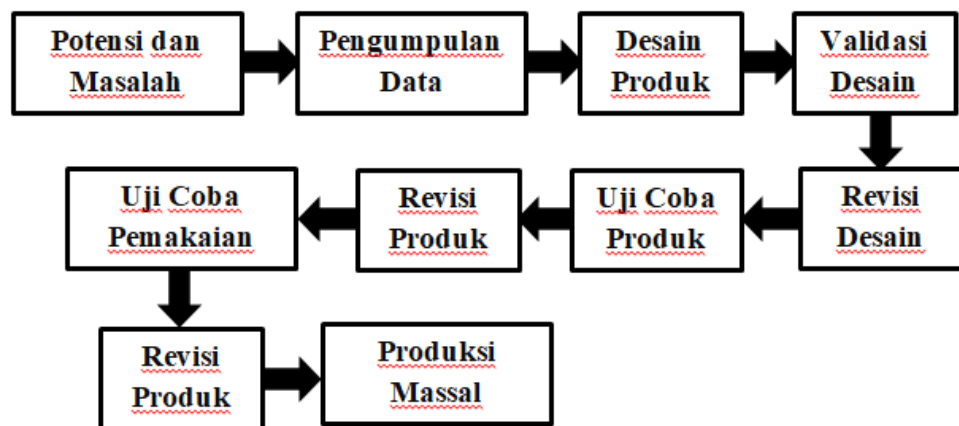 Potensi dan
Masalah
Pengumpulan
Data
Desain
Produk
Validasi
Desain
Revisi
Desain
Uji Coba
Produk
Revisi
Produk
Uji Coba
Pemakaian
Revisi
Produk
Produksi
Massal